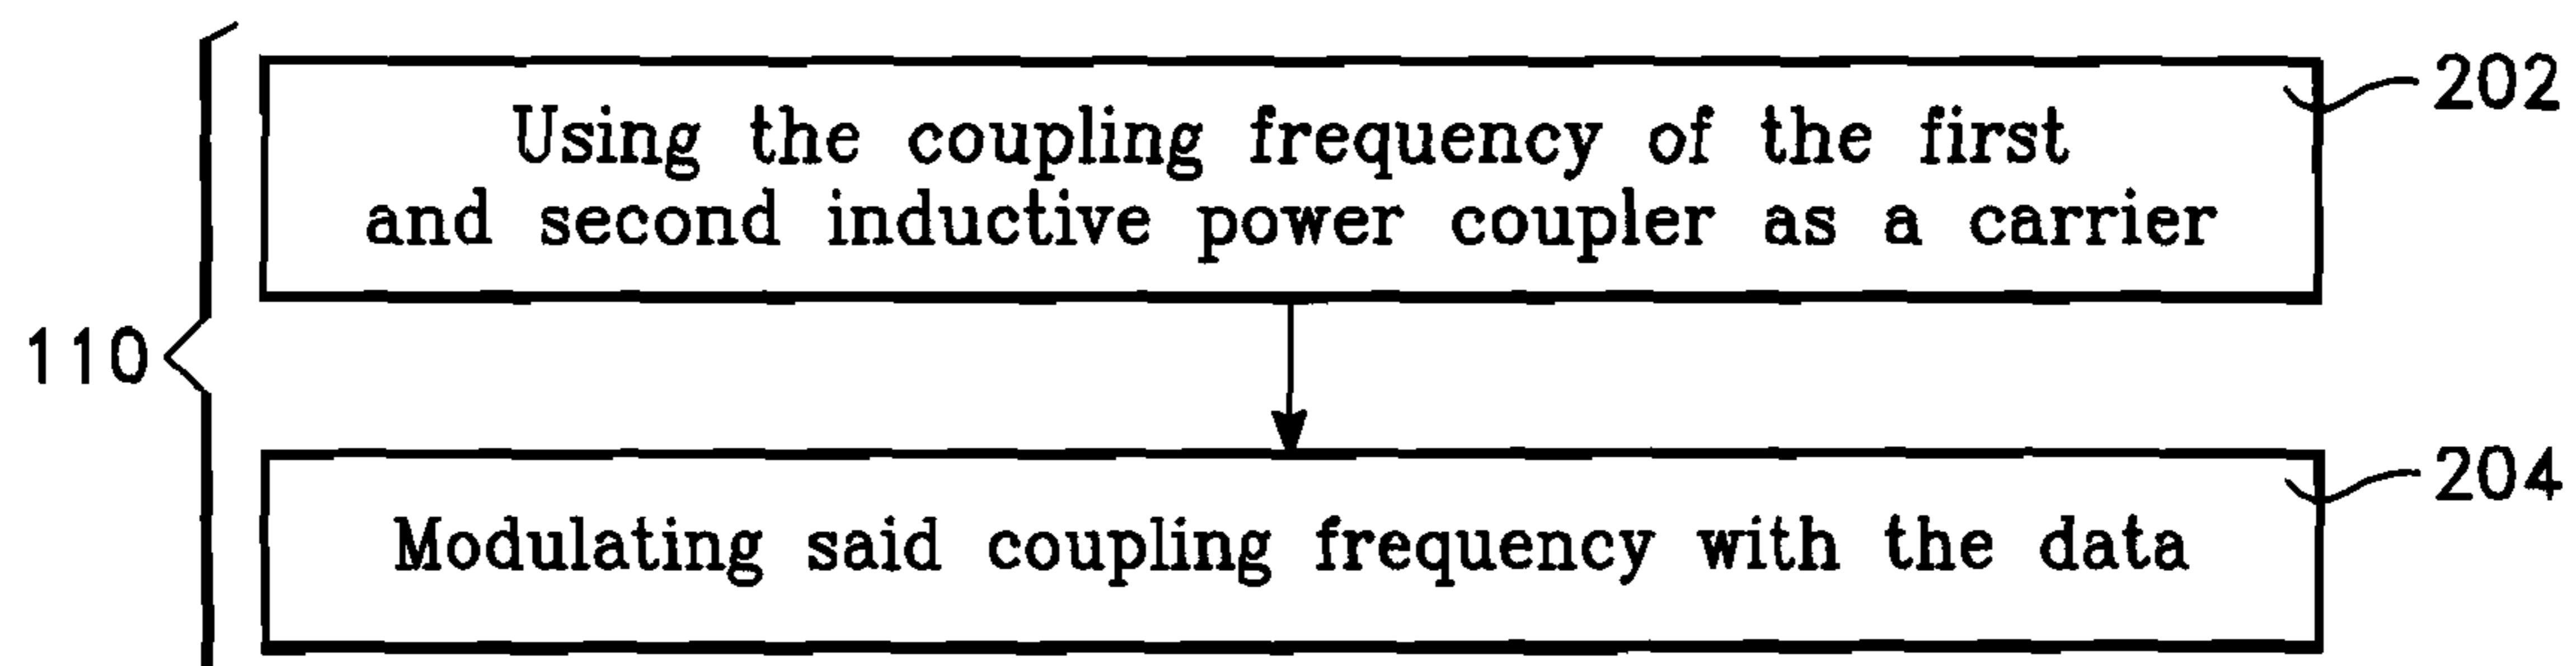 Using the coupling frequency of the first
and second inductive power coupler as a carrier
202
110
Modulating said coupling frequency with the data
204